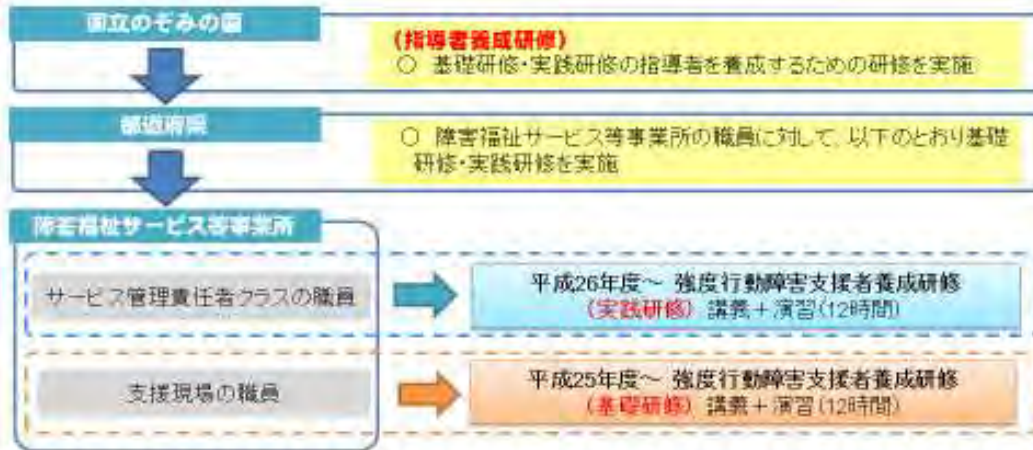 国立のぞみの園
(指導者養成研修)
○ 基礎研修・実践研修の指導者を養成するための研修を実施
都道府県
○ 障害福祉サービス等事業所の職員に対して、以下のとおり基礎
研修・実践研修を実施
障害福祉サービス等事業所
サービス管理責任者クラスの職員
平成26年度～ 強度行動障害支援者養成研修
(実践研修) 講義+演習(12時間)
支援現場の職員
平成25年度～ 強度行動障害支援者養成研修
(基礎研修) 講義+演習(12時間)